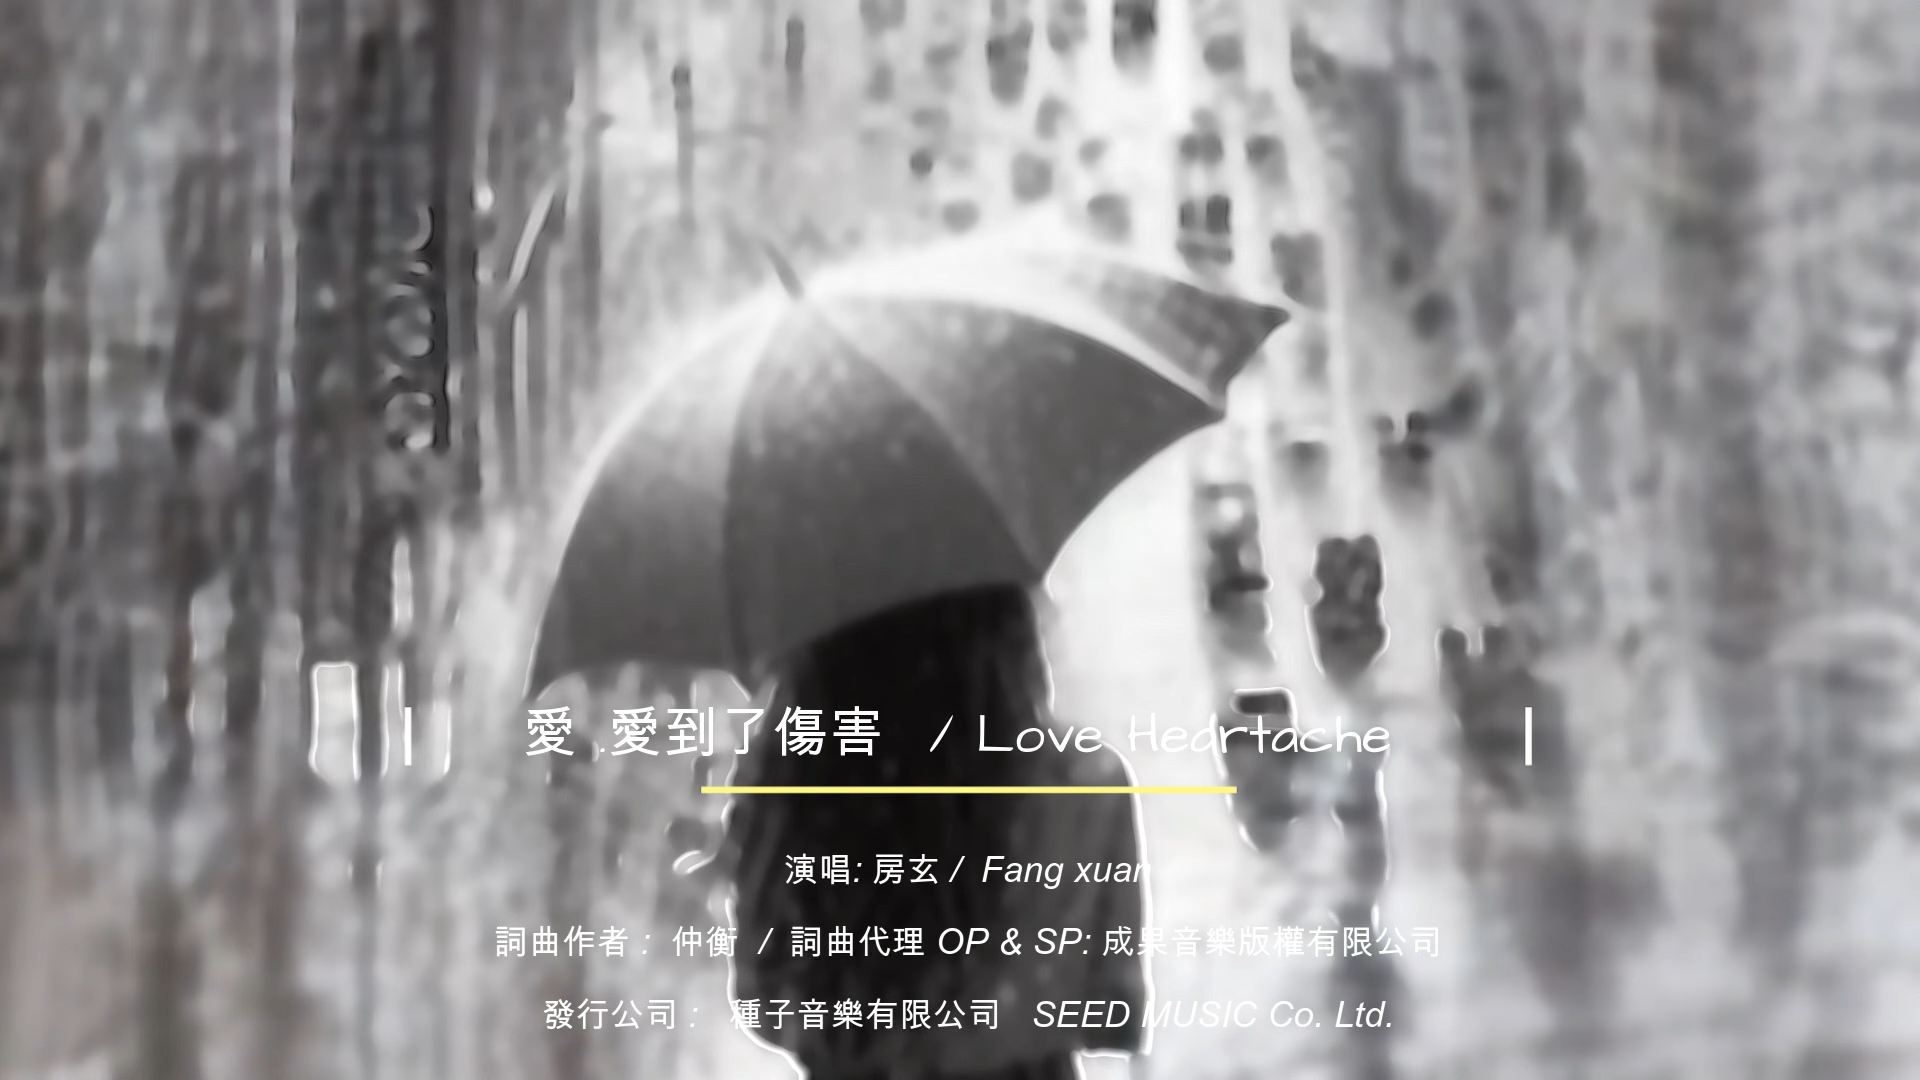 | 愛 .愛到了傷害 / Love Heartache |
演唱: 房玄 / Fang xuan
詞曲作者 : 仲衡 / 詞曲代理 OP & SP: 成果音樂版權有限公司
發行公司 : 種子音樂有限公司 SEED MUSIC Co. Ltd.